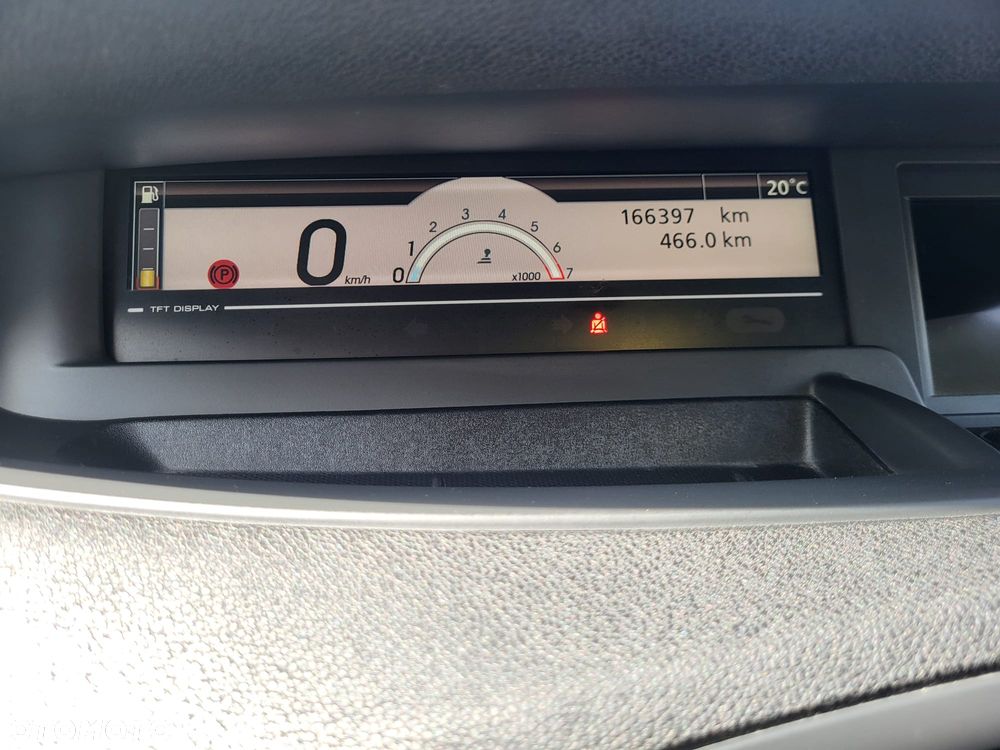 20°C
166397 km
466.0 km
0 km/h
0 1 2 3 4 5 6 7
x1000
P
TFT DISPLAY